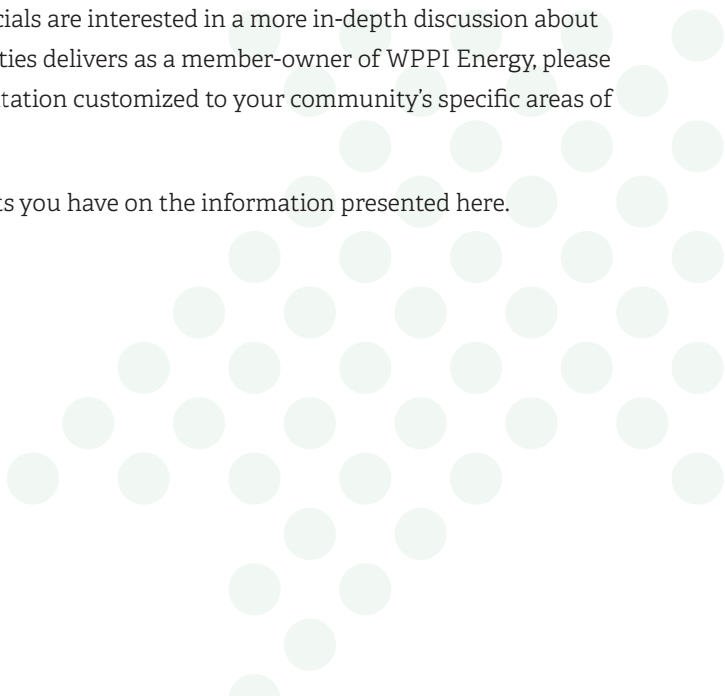 cials are interested in a more in-depth discussion about
ties delivers as a member-owner of WPPI Energy, please
tation customized to your community’s specific areas of
ts you have on the information presented here.